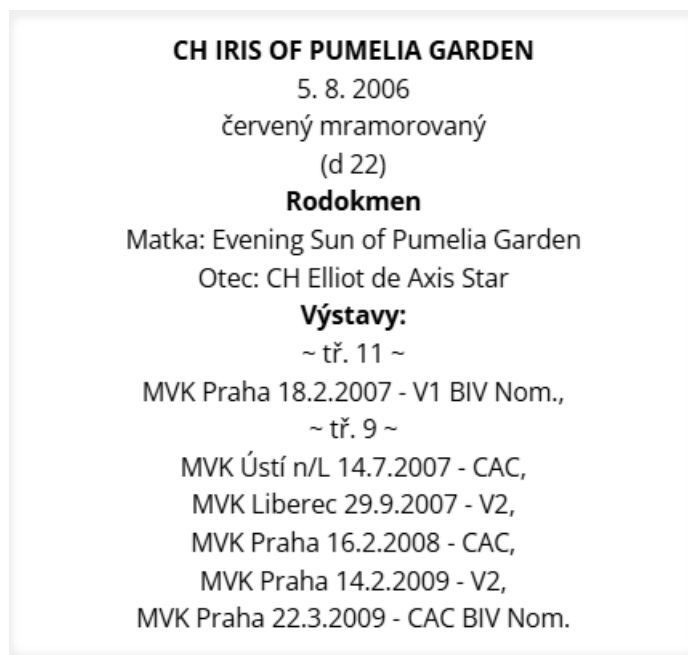 CH IRIS OF PUMELIA GARDEN
5. 8. 2006
červený mramorovaný
(d 22)
Rodokmen
Matka: Evening Sun of Pumelia Garden
Otec: CH Elliot de Axis Star
Výstavy:
~ tř. 11 ~
MVK Praha 18.2.2007 - V1 BIV Nom.,
~ tř. 9 ~
MVK Ústí n/L 14.7.2007 - CAC,
MVK Liberec 29.9.2007 - V2,
MVK Praha 16.2.2008 - CAC,
MVK Praha 14.2.2009 - V2,
MVK Praha 22.3.2009 - CAC BIV Nom.